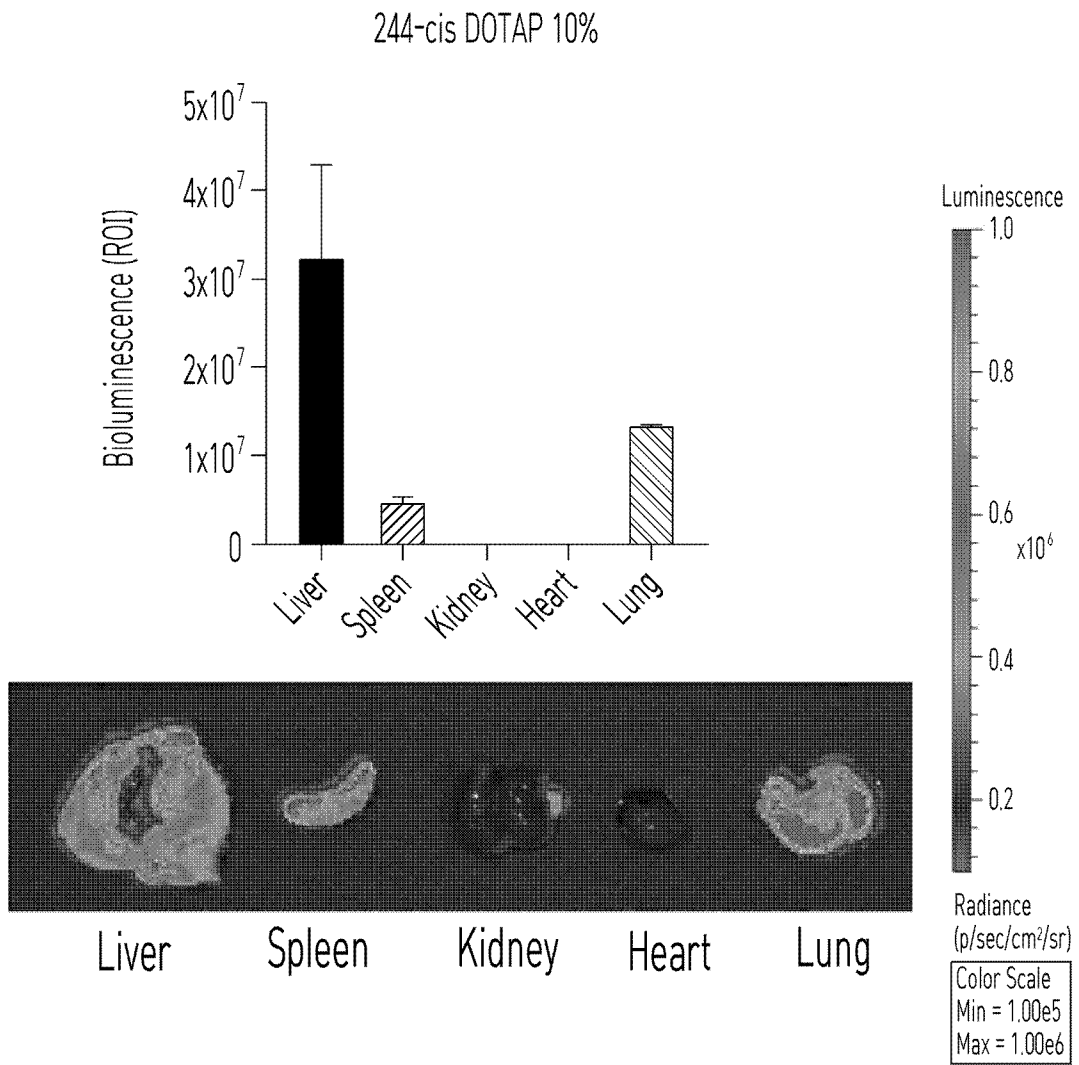 244-cis DOTAP 10%
5x10⁷
4x10⁷
3x10⁷
2x10⁷
1x10⁷
0
Bioluminescence (ROI)
Liver
Spleen
Kidney
Heart
Lung
Luminescence
1.0
0.8
0.6
x10⁶
0.4
0.2
Liver
Spleen
Kidney
Heart
Lung
Radiance
(p/sec/cm²/sr)
Color Scale
Min = 1.00e5
Max = 1.00e6